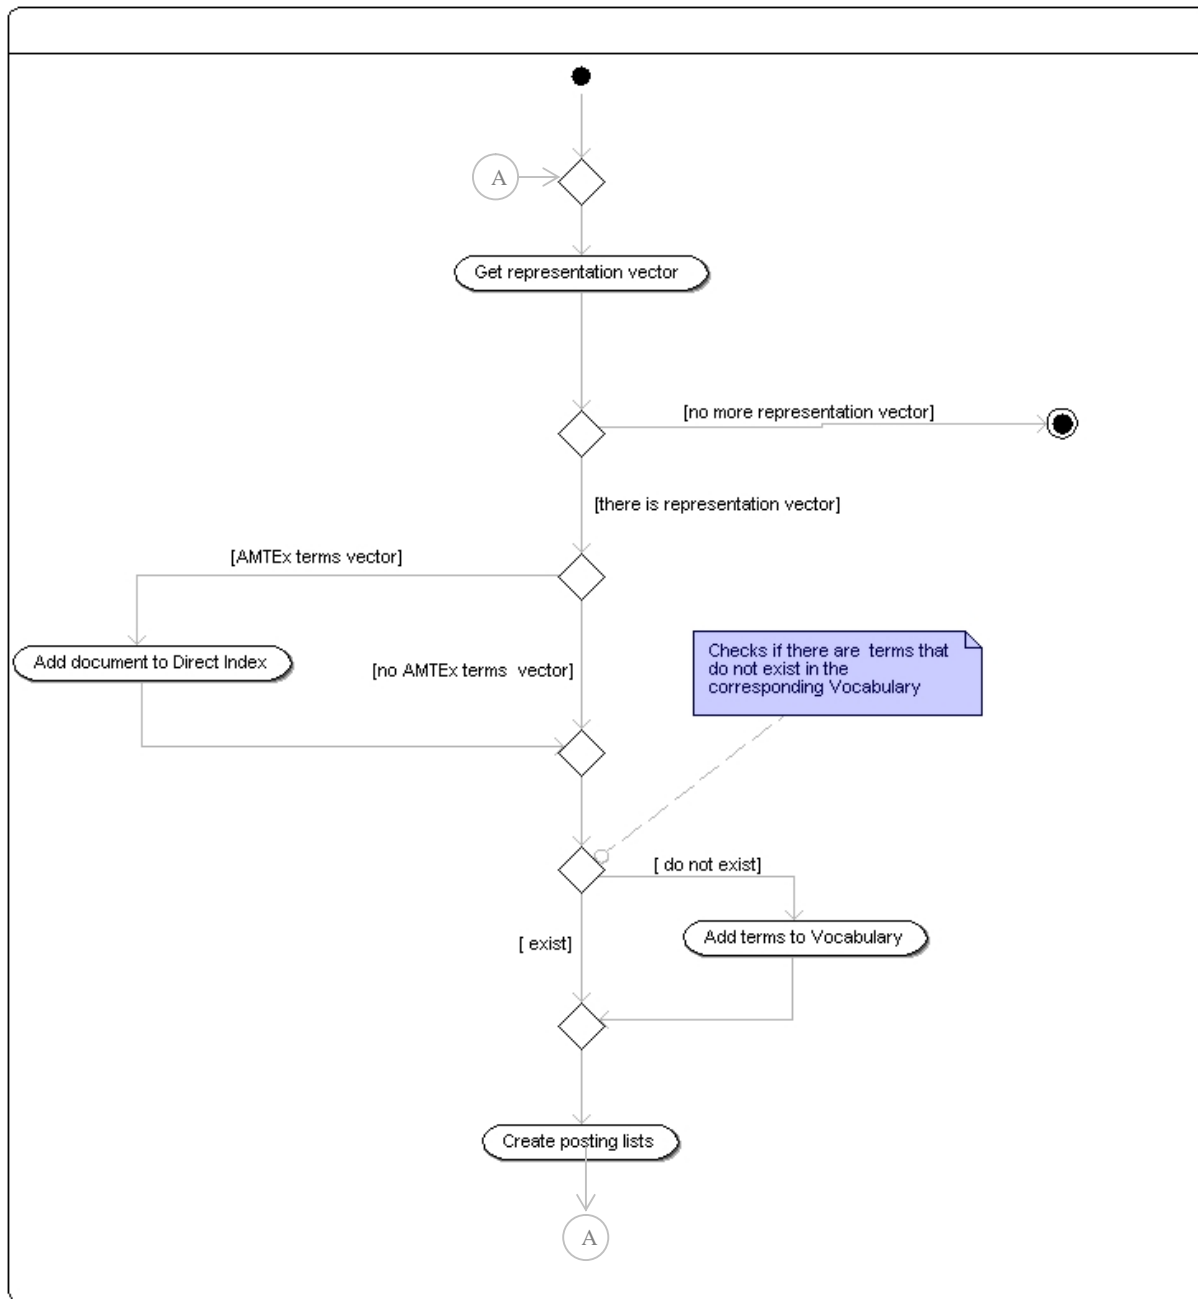 A
Get representation vector
[no more representation vector]
[there is representation vector]
[AMTEx terms vector]
Add document to Direct Index
[no AMTEx terms  vector]
Checks if there are  terms that
do not exist in the
corresponding Vocabulary
[ do not exist]
Add terms to Vocabulary
[ exist]
Create posting lists
A